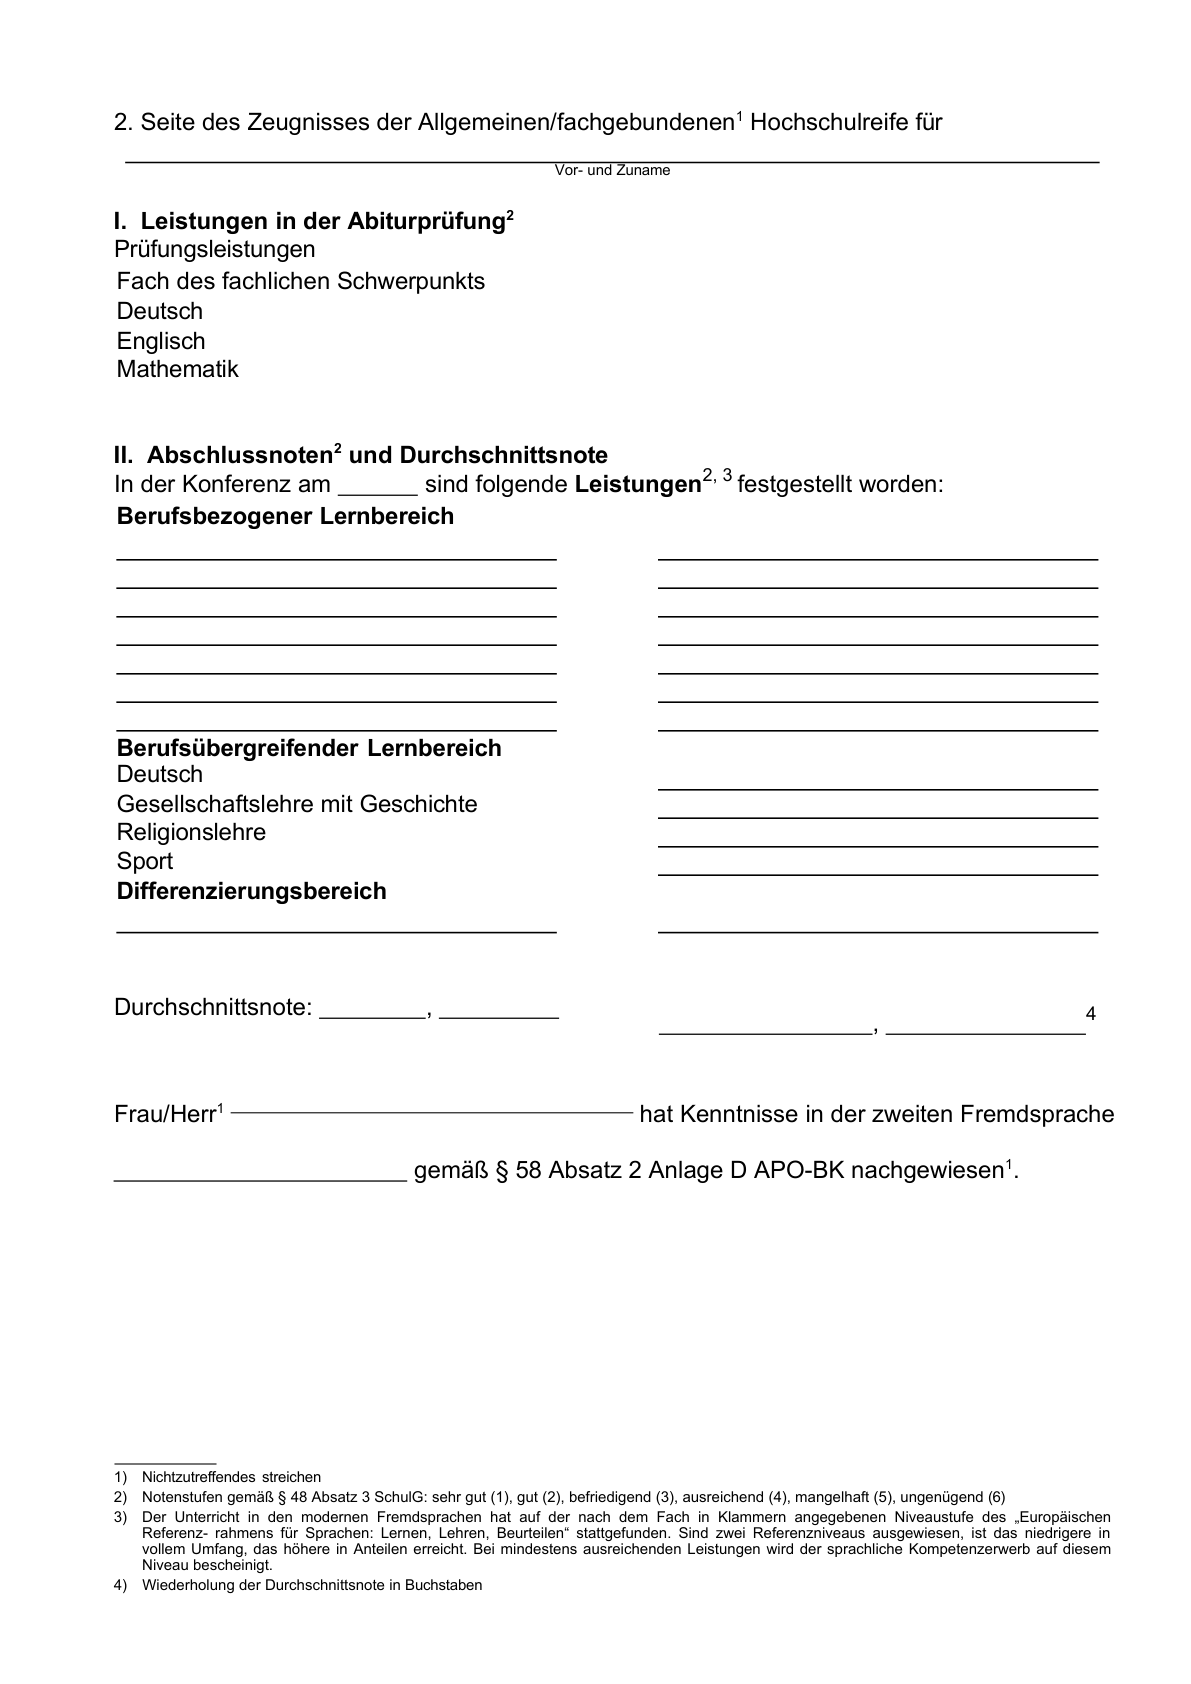 2. Seite des Zeugnisses der Allgemeinen/fachgebundenen¹ Hochschulreife für
Vor- und Zuname
I. Leistungen in der Abiturprüfung²
Prüfungsleistungen
Fach des fachlichen Schwerpunkts
Deutsch
Englisch
Mathematik
II. Abschlussnoten² und Durchschnittsnote
In der Konferenz am ______ sind folgende Leistungen²˒ ³ festgestellt worden:
Berufsbezogener Lernbereich
Berufsübergreifender Lernbereich
Deutsch
Gesellschaftslehre mit Geschichte
Religionslehre
Sport
Differenzierungsbereich
Durchschnittsnote: ________, _________ ________________, _______________⁴
Frau/Herr¹ ______________________________ hat Kenntnisse in der zweiten Fremdsprache
______________________ gemäß § 58 Absatz 2 Anlage D APO-BK nachgewiesen¹.
1) Nichtzutreffendes streichen
2) Notenstufen gemäß § 48 Absatz 3 SchulG: sehr gut (1), gut (2), befriedigend (3), ausreichend (4), mangelhaft (5), ungenügend (6)
3) Der Unterricht in den modernen Fremdsprachen hat auf der nach dem Fach in Klammern angegebenen Niveaustufe des „Europäischen
Referenz- rahmens für Sprachen: Lernen, Lehren, Beurteilen“ stattgefunden. Sind zwei Referenzniveaus ausgewiesen, ist das niedrigere in
vollem Umfang, das höhere in Anteilen erreicht. Bei mindestens ausreichenden Leistungen wird der sprachliche Kompetenzerwerb auf diesem
Niveau bescheinigt.
4) Wiederholung der Durchschnittsnote in Buchstaben